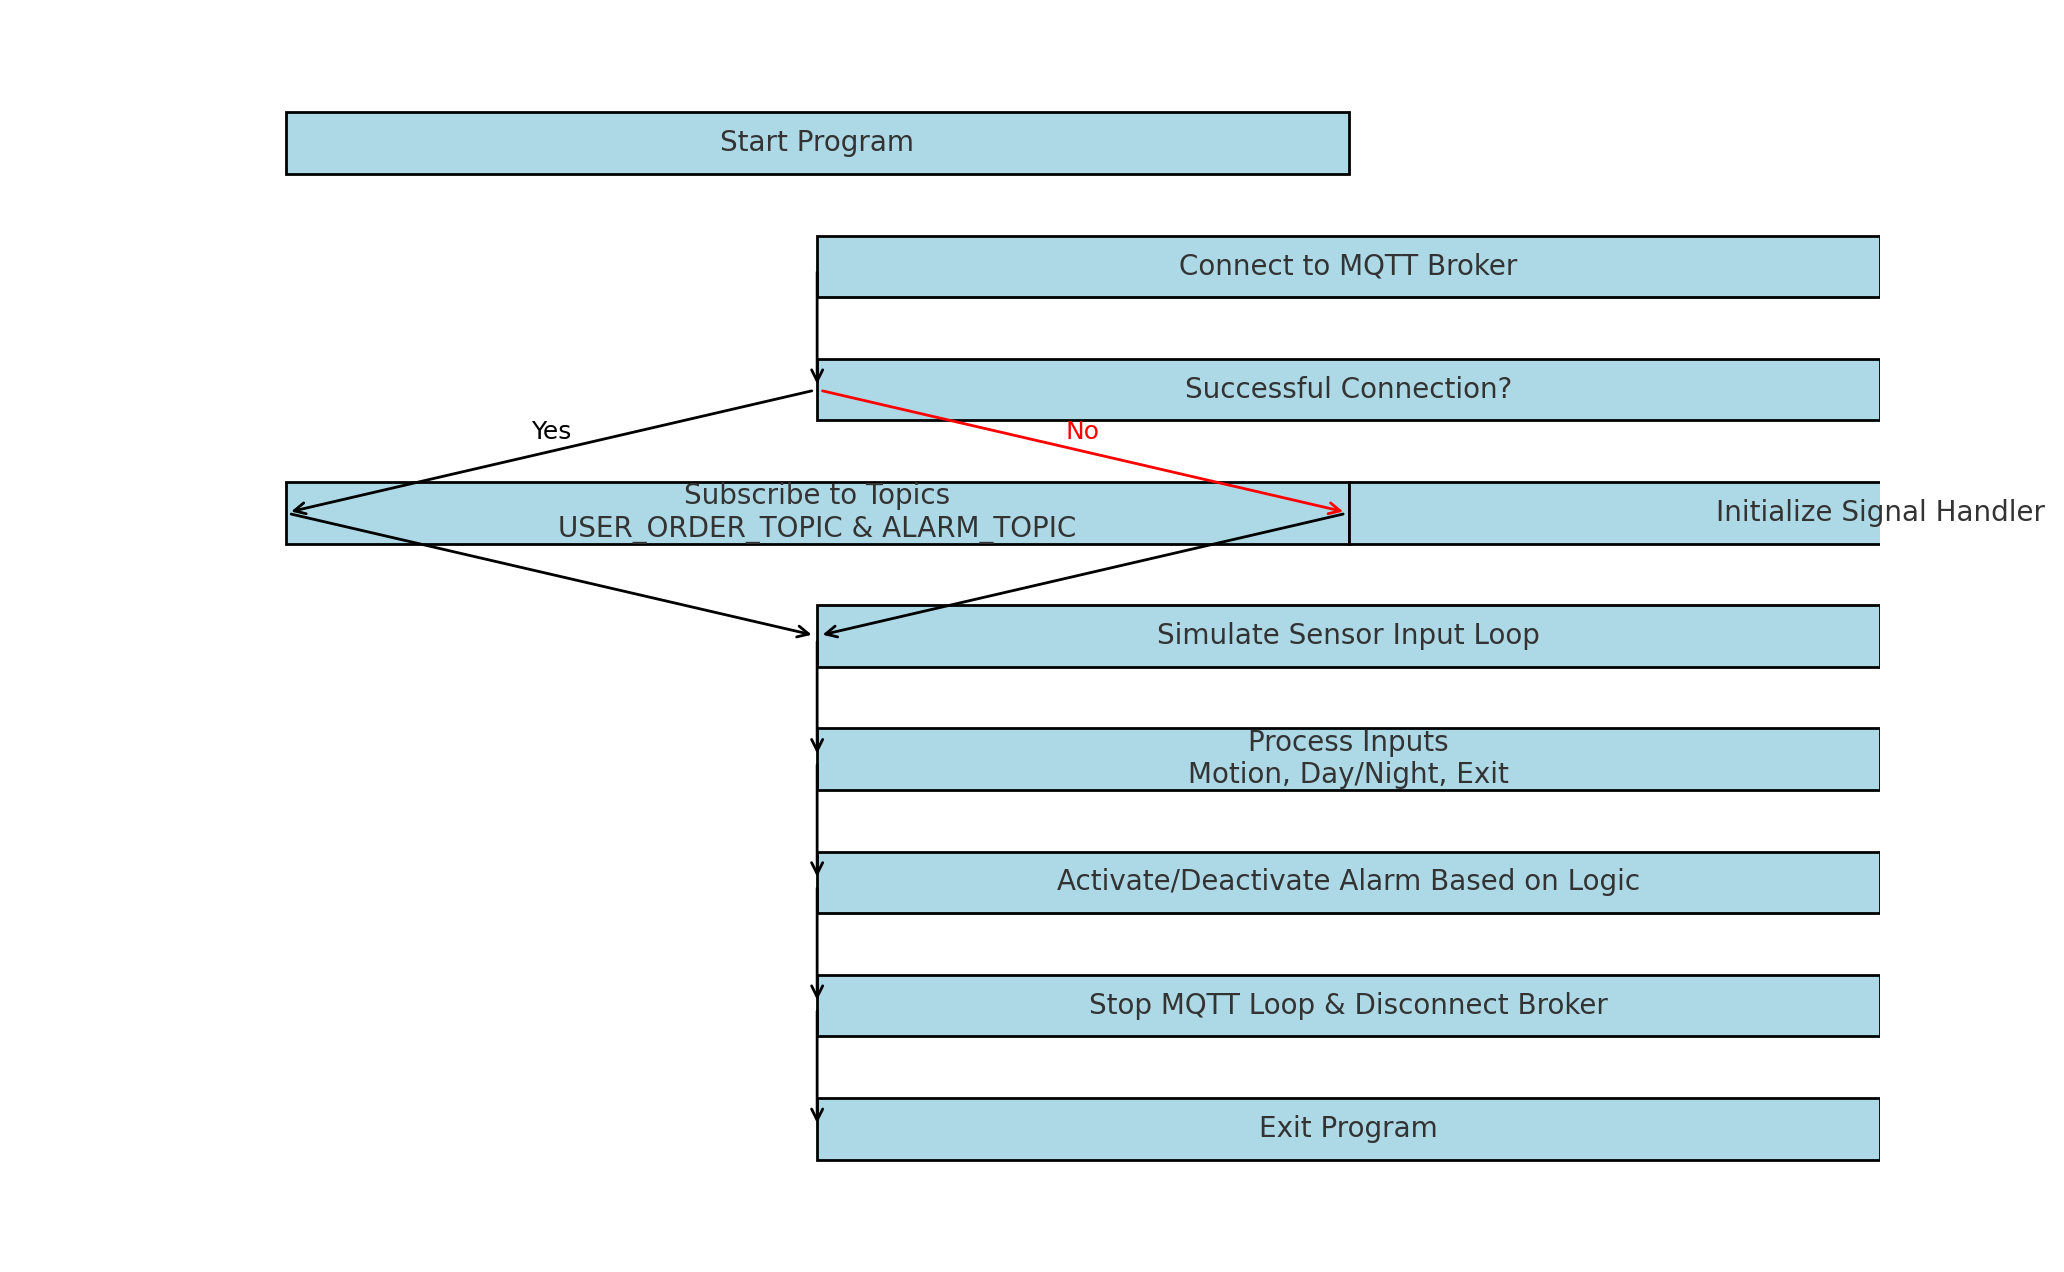 Start Program
Connect to MQTT Broker
Successful Connection?
Yes
No
Subscribe to Topics
USER_ORDER_TOPIC & ALARM_TOPIC
Initialize Signal Handler
Simulate Sensor Input Loop
Process Inputs
Motion, Day/Night, Exit
Activate/Deactivate Alarm Based on Logic
Stop MQTT Loop & Disconnect Broker
Exit Program